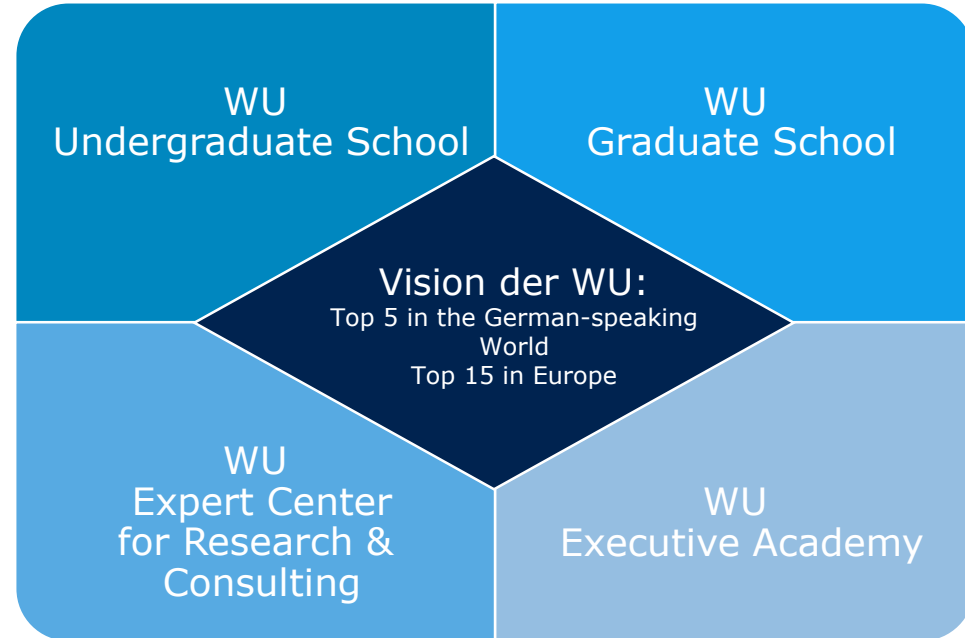 WU
Undergraduate School
WU
Graduate School
Vision der WU:
Top 5 in the German-speaking
World
Top 15 in Europe
WU
Expert Center
for Research &
Consulting
WU
Executive Academy